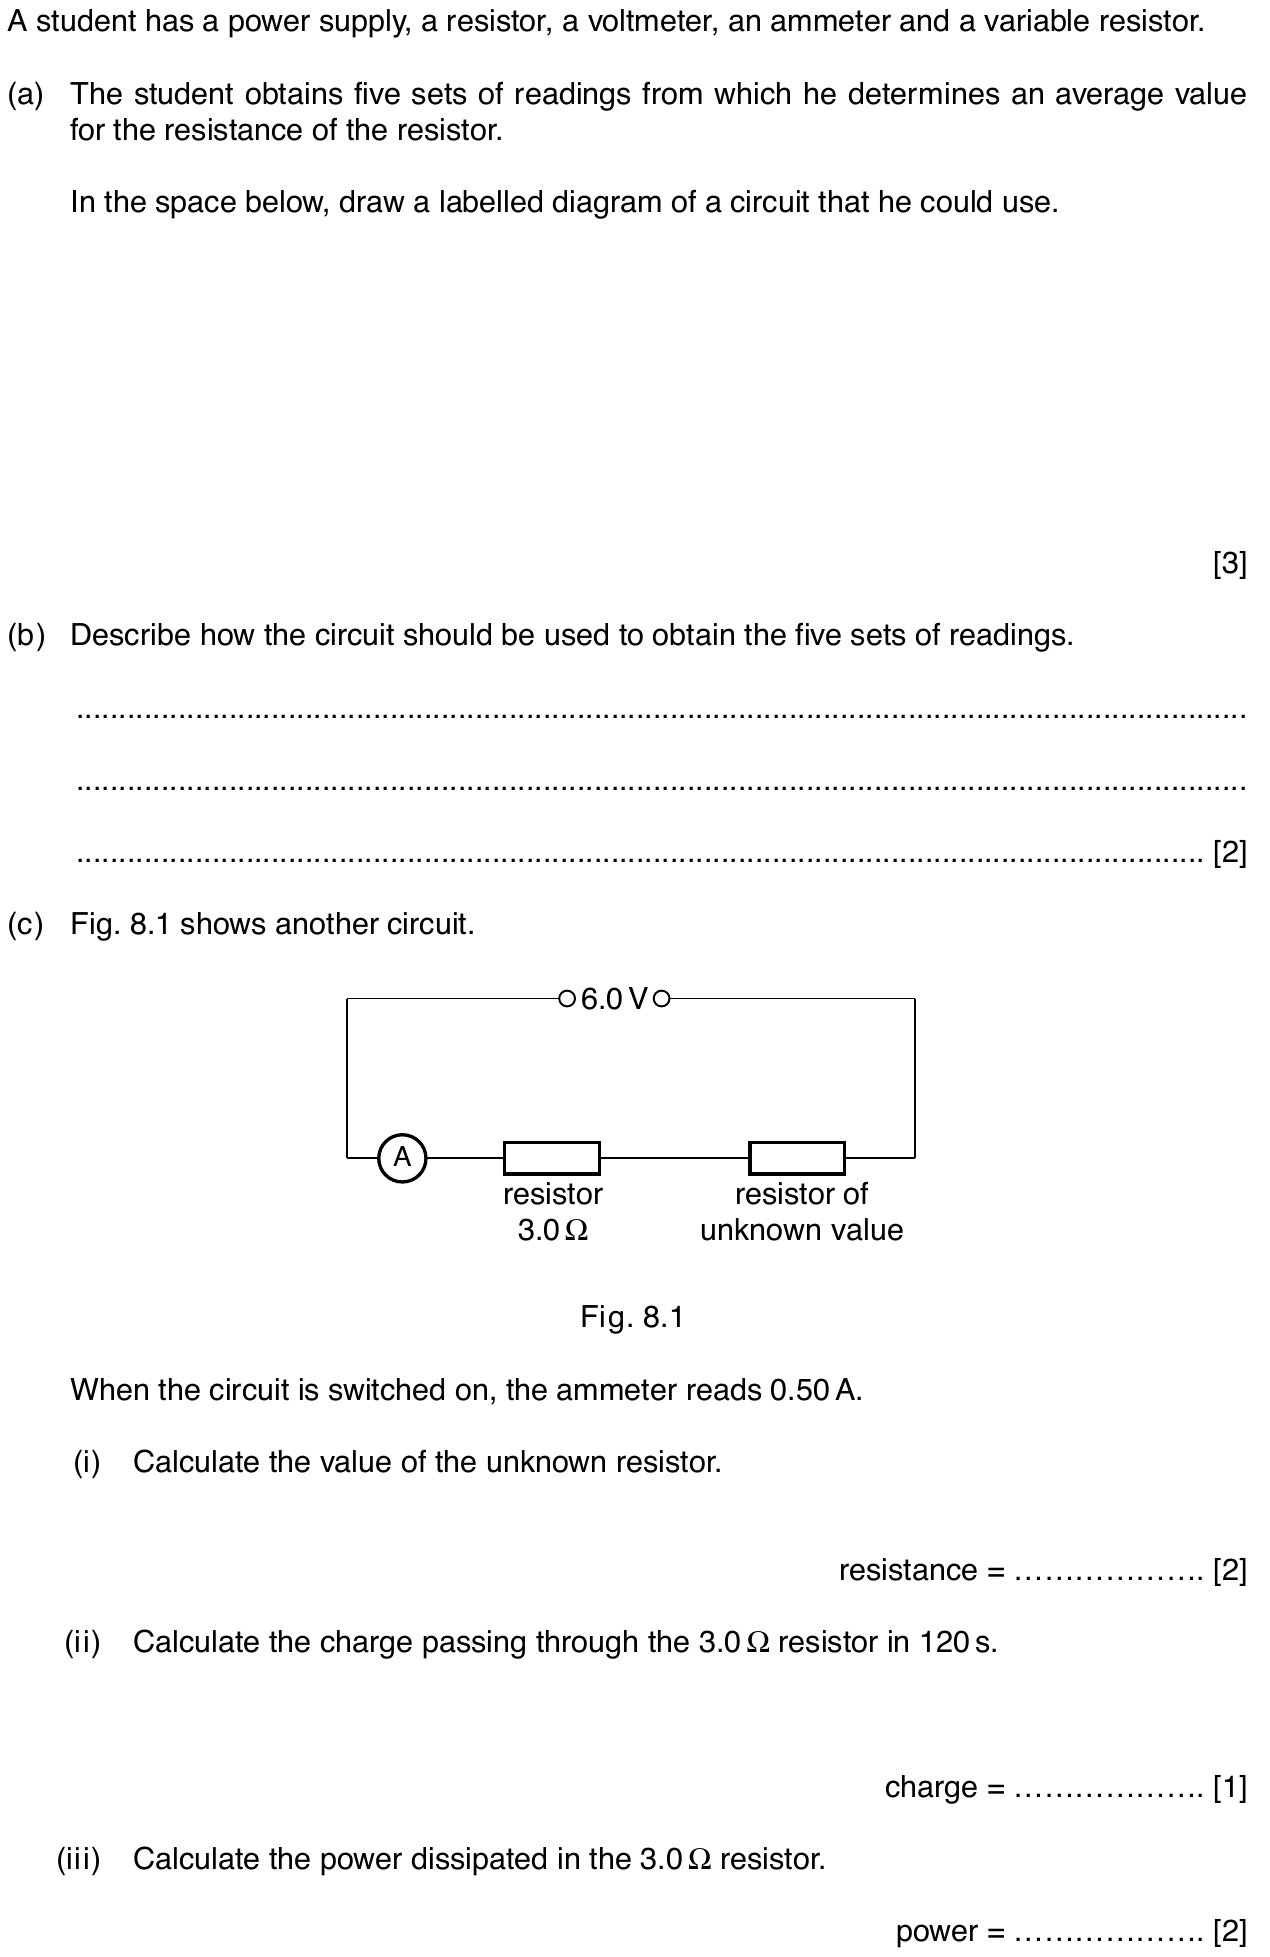 A student has a power supply, a resistor, a voltmeter, an ammeter and a variable resistor.
(a) The student obtains five sets of readings from which he determines an average value
for the resistance of the resistor.
In the space below, draw a labelled diagram of a circuit that he could use.
[3]
(b) Describe how the circuit should be used to obtain the five sets of readings.
..........................................................................................................................................
..........................................................................................................................................
..................................................................................................................................... [2]
(c) Fig. 8.1 shows another circuit.
6.0 V
A
resistor
3.0 Ω
resistor of
unknown value
Fig. 8.1
When the circuit is switched on, the ammeter reads 0.50 A.
(i) Calculate the value of the unknown resistor.
resistance = ................... [2]
(ii) Calculate the charge passing through the 3.0 Ω resistor in 120 s.
charge = ................... [1]
(iii) Calculate the power dissipated in the 3.0 Ω resistor.
power = ................... [2]